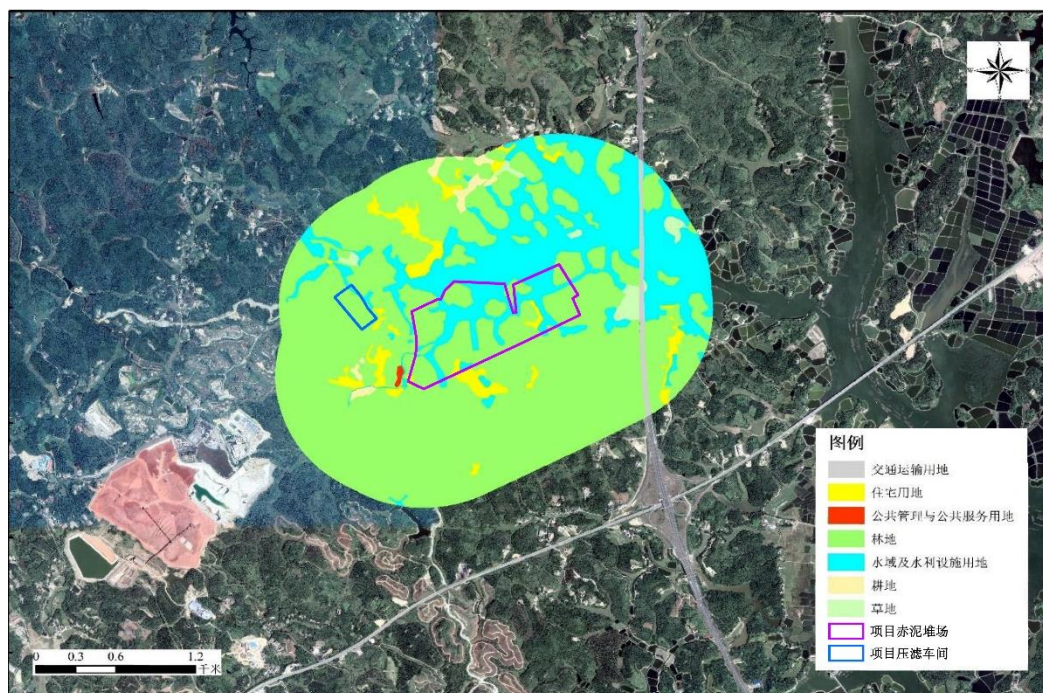 图例
交通运输用地
住宅用地
公共管理与公共服务用地
林地
水域及水利设施用地
耕地
草地
项目赤泥堆场
项目压滤车间
0 0.3 0.6 1.2
千米